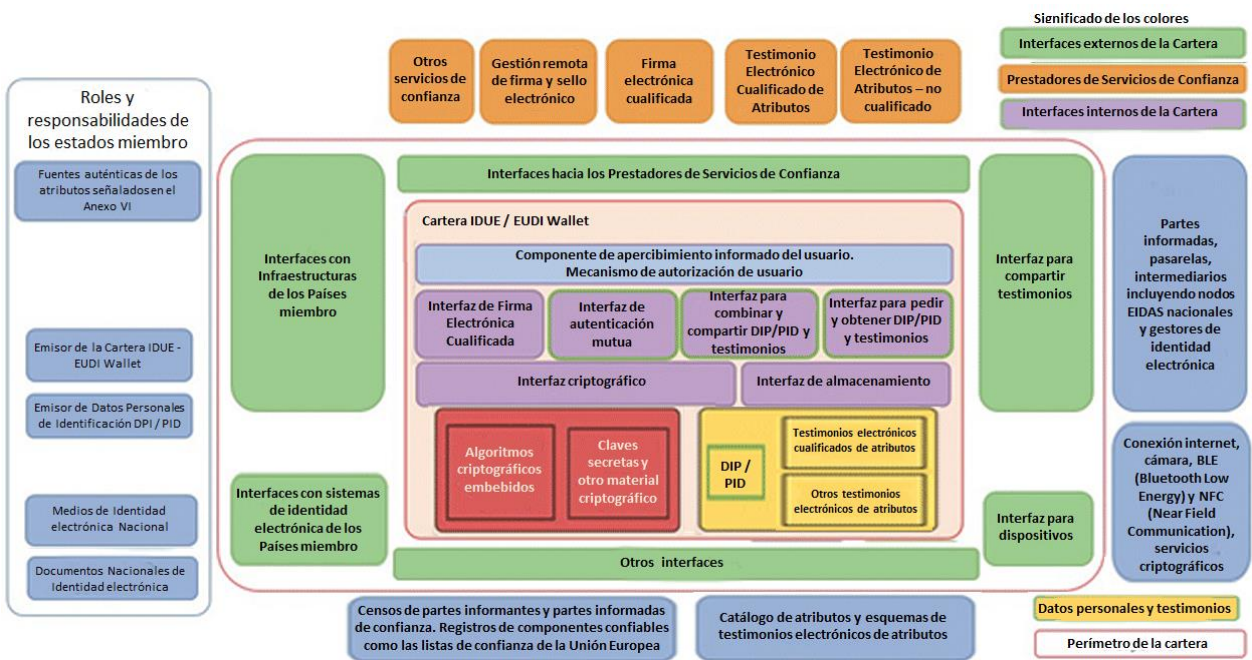 Significado de los colores
Interfaces externos de la Cartera
Prestadores de Servicios de Confianza
Interfaces internos de la Cartera
Otros
servicios de
confianza
Gestión remota
de firma y sello
electrónico
Firma
electrónica
cualificada
Testimonio
Electrónico
Cualificado de
Atributos
Testimonio
Electrónico de
Atributos – no
cualificado
Roles y
responsabilidades de
los estados miembro
Fuentes auténticas de los
atributos señalados en el
Anexo VI
Emisor de la Cartera IDUE -
EUDI Wallet
Emisor de Datos Personales
de Identificación DPI / PID
Medios de Identidad
electrónica Nacional
Documentos Nacionales de
Identidad electrónica
Interfaces con
Infraestructuras
de los Países
miembro
Interfaces con sistemas
de identidad
electrónica de los
Países miembro
Interfaces hacia los Prestadores de Servicios de Confianza
Cartera IDUE / EUDI Wallet
Componente de apercibimiento informado del usuario.
Mecanismo de autorización de usuario
Interfaz de Firma
Electrónica
Cualificada
Interfaz de
autenticación
mutua
Interfaz para
combinar y
compartir DIP/PID y
testimonios
Interfaz para pedir
y obtener DIP/PID
y testimonios
Interfaz criptográfico
Interfaz de almacenamiento
Algoritmos
criptográficos
embebidos
Claves
secretas y
otro material
criptográfico
DIP /
PID
Testimonios electrónicos
cualificados de atributos
Otros testimonios
electrónicos de atributos
Otros interfaces
Interfaz para
compartir
testimonios
Interfaz para
dispositivos
Partes
informadas,
pasarelas,
intermediarios
incluyendo nodos
EIDAS nacionales
y gestores de
identidad
electrónica
Conexión internet,
cámara, BLE
(Bluetooth Low
Energy) y NFC
(Near Field
Communication),
servicios
criptográficos
Censos de partes informantes y partes informadas
de confianza. Registros de componentes confiables
como las listas de confianza de la Unión Europea
Catálogo de atributos y esquemas de
testimonios electrónicos de atributos
Datos personales y testimonios
Perímetro de la cartera